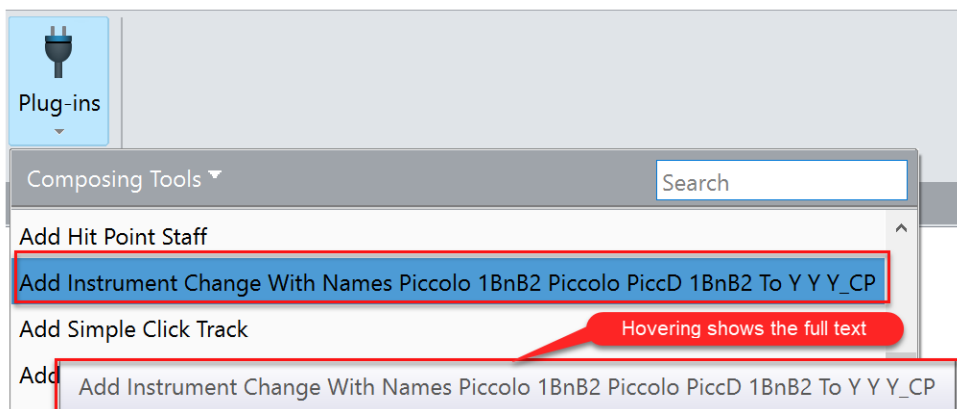 Plug-ins
Composing Tools
Search
Add Hit Point Staff
Add Instrument Change With Names Piccolo 1BnB2 Piccolo PiccD 1BnB2 To Y Y Y_CP
Add Simple Click Track
Hovering shows the full text
Add
Add Instrument Change With Names Piccolo 1BnB2 Piccolo PiccD 1BnB2 To Y Y Y_CP